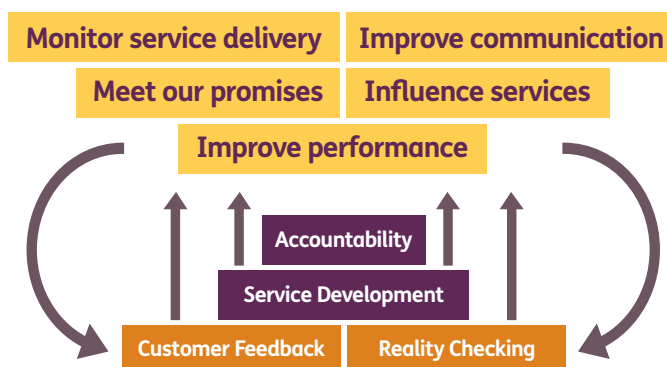 Monitor service delivery
Improve communication
Meet our promises
Influence services
Improve performance
Accountability
Service Development
Customer Feedback
Reality Checking